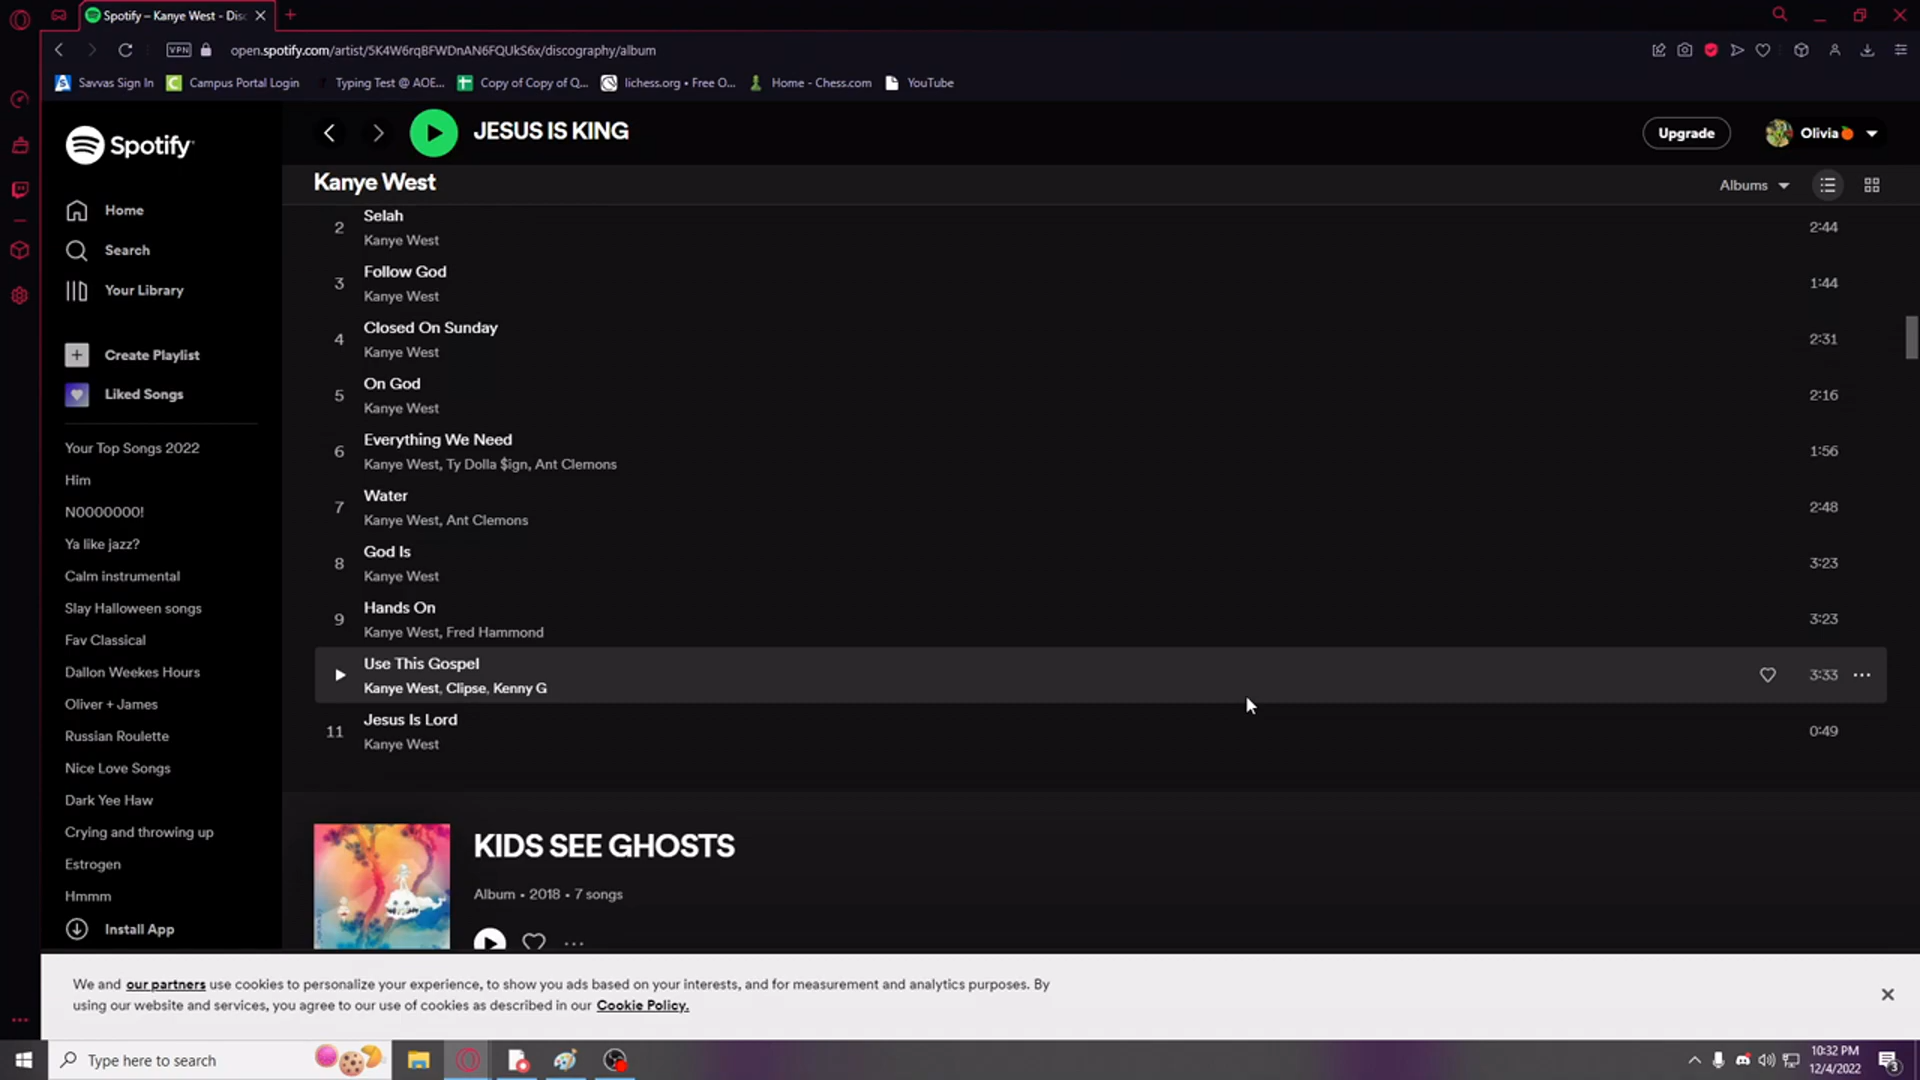 Spotify – Kanye West - Disc
VPN
open.spotify.com/artist/5K4W6rqBFWDnAN6FQUkS6x/discography/album
Savvas Sign In
Campus Portal Login
Typing Test @ AOE...
Copy of Copy of Q...
lichess.org • Free O...
Home - Chess.com
YouTube
Spotify
JESUS IS KING
Upgrade
Olivia
Kanye West
Albums
Home
Search
Your Library
Create Playlist
Liked Songs
Your Top Songs 2022
Him
N0000000!
Ya like jazz?
Calm instrumental
Slay Halloween songs
Fav Classical
Dallon Weekes Hours
Oliver + James
Russian Roulette
Nice Love Songs
Dark Yee Haw
Crying and throwing up
Estrogen
Hmmm
Install App
2 Selah 2:44
Kanye West
3 Follow God 1:44
Kanye West
4 Closed On Sunday 2:31
Kanye West
5 On God 2:16
Kanye West
6 Everything We Need 1:56
Kanye West, Ty Dolla $ign, Ant Clemons
7 Water 2:48
Kanye West, Ant Clemons
8 God Is 3:23
Kanye West
9 Hands On 3:23
Kanye West, Fred Hammond
Use This Gospel 3:33
Kanye West, Clipse, Kenny G
11 Jesus Is Lord 0:49
Kanye West
KIDS SEE GHOSTS
Album • 2018 • 7 songs
We and our partners use cookies to personalize your experience, to show you ads based on your interests, and for measurement and analytics purposes. By
using our website and services, you agree to our use of cookies as described in our Cookie Policy.
Type here to search
10:32 PM
12/4/2022
3